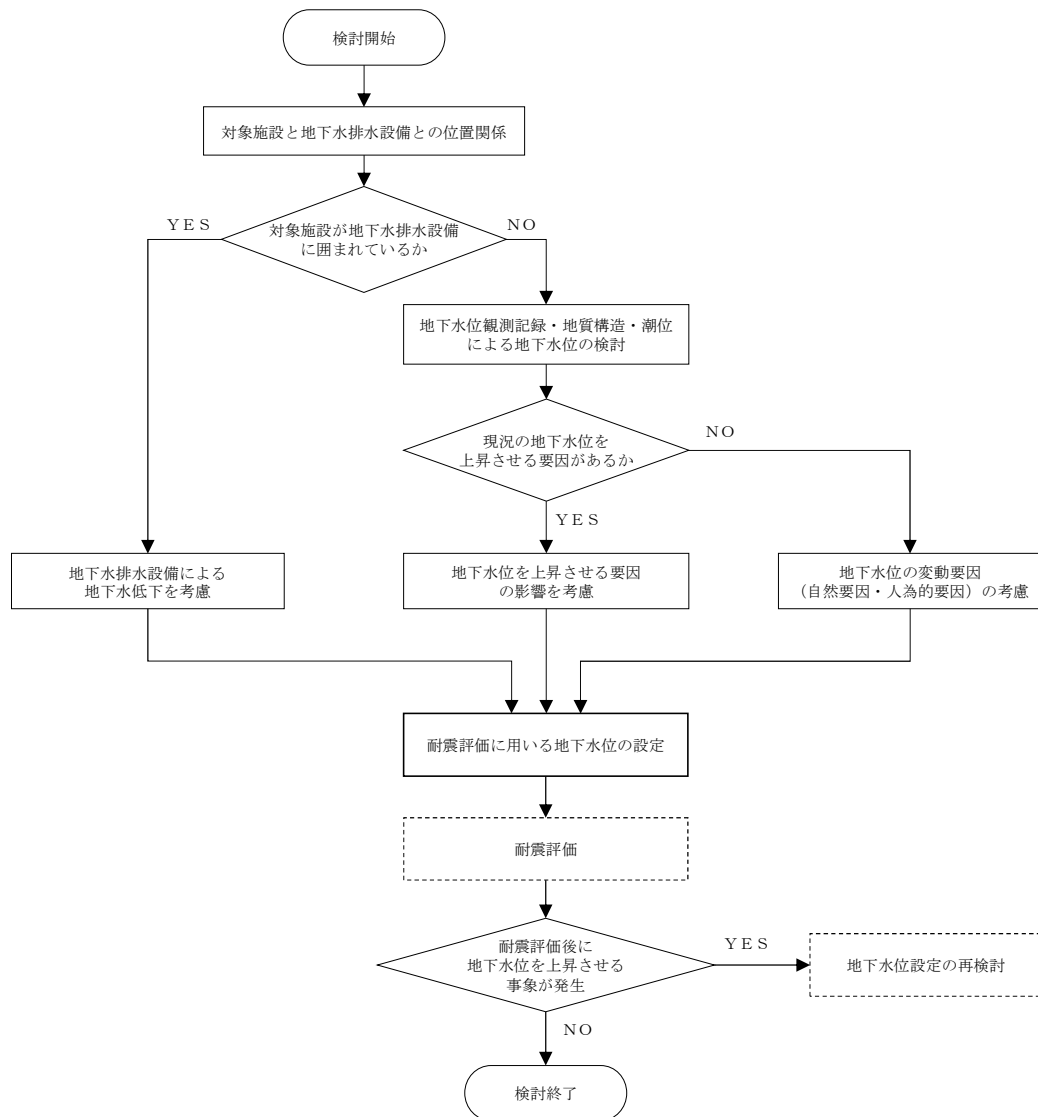 検討開始
対象施設と地下水排水設備との位置関係
YES
対象施設が地下水排水設備
に囲まれているか
NO
地下水位観測記録・地質構造・潮位
による地下水位の検討
現況の地下水位を
上昇させる要因があるか
NO
YES
地下水排水設備による
地下水低下を考慮
地下水位を上昇させる要因
の影響を考慮
地下水位の変動要因
（自然要因・人為的要因）の考慮
耐震評価に用いる地下水位の設定
耐震評価
耐震評価後に
地下水位を上昇させる
事象が発生
YES
地下水位設定の再検討
NO
検討終了